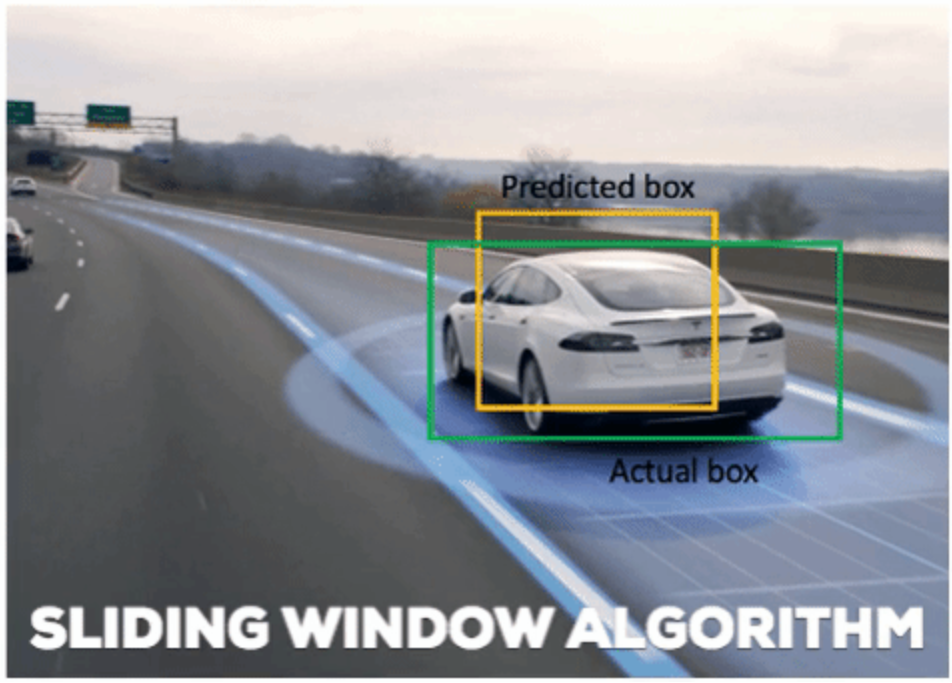 Predicted box
Actual box
SLIDING WINDOW ALGORITHM